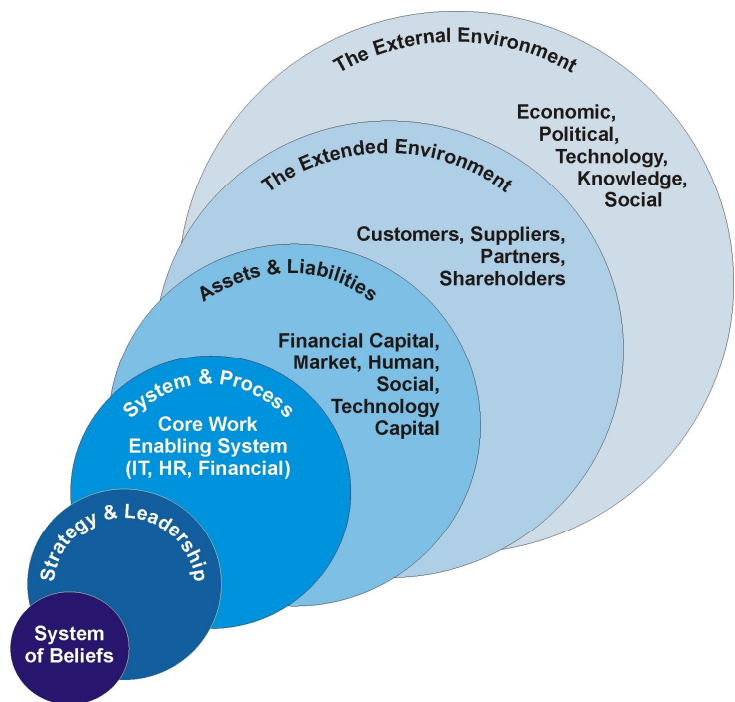 The External Environment
Economic,
Political,
Technology,
Knowledge,
Social
The Extended Environment
Customers, Suppliers,
Partners,
Shareholders
Assets & Liabilities
Financial Capital,
Market, Human,
Social,
Technology
Capital
System & Process
Core Work
Enabling System
(IT, HR, Financial)
Strategy & Leadership
System
of Beliefs